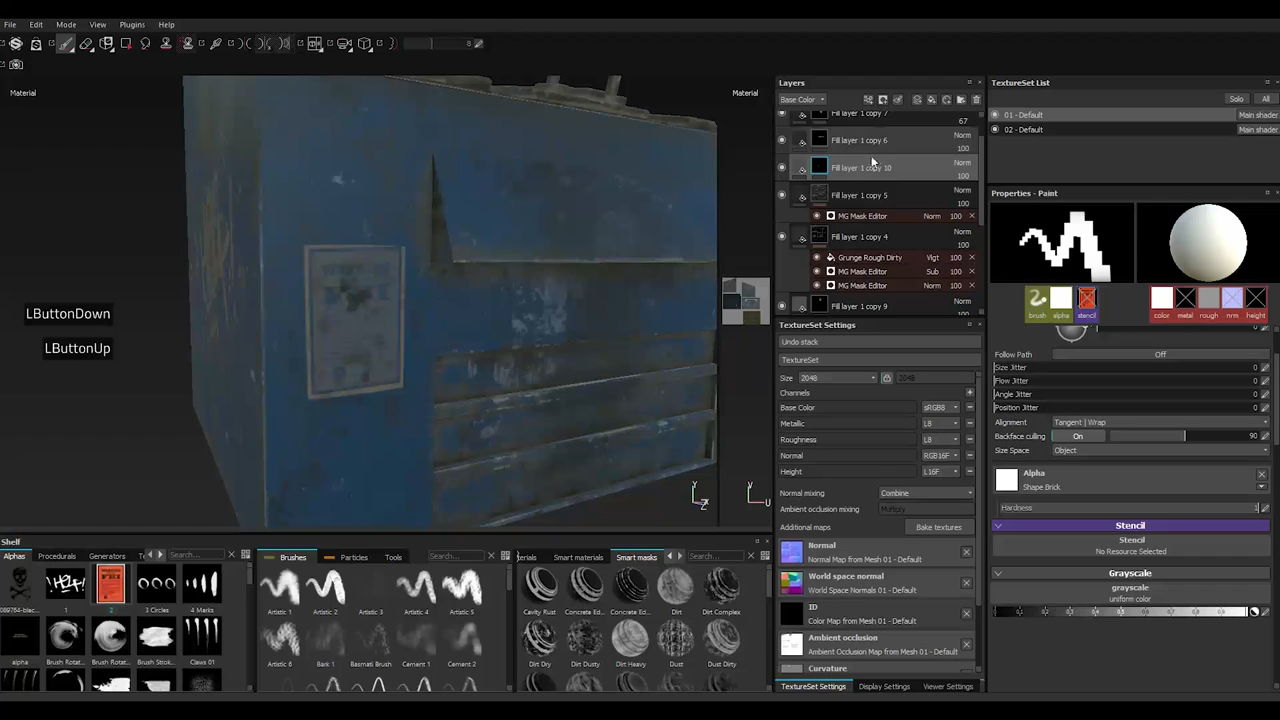 File Edit Mode View Plugins Help
8
Material
Material
LButtonDown
LButtonUp
Layers
Base Color
Fill layer 1 copy 7
67
Fill layer 1 copy 6 Norm
100
Fill layer 1 copy 10 Norm
100
Fill layer 1 copy 5 Norm
100
MG Mask Editor Norm 100
Fill layer 1 copy 4 Norm
100
Grunge Rough Dirty Vigt 100
MG Mask Editor Sub 100
MG Mask Editor Norm 100
Fill layer 1 copy 9 Norm
TextureSet Settings
Undo stack
TextureSet
Size 2048 2048
Channels
Base Color sRGB8
Metallic L8
Roughness L8
Normal RGB16F
Height L16F
Normal mixing Combine
Ambient occlusion mixing Multiply
Additional maps Bake textures
Normal
Normal Map from Mesh 01 - Default
World space normal
World Space Normals 01 - Default
ID
Color Map from Mesh 01 - Default
Ambient occlusion
Ambient Occlusion Map from Mesh 01 - Default
Curvature
TextureSet Settings Display Settings Viewer Settings
TextureSet List
Solo All
01 - Default Main shader
02 - Default Main shader
Properties - Paint
brush alpha stencil color metal rough nrm height
Follow Path Off
Size Jitter 0
Flow Jitter 0
Angle Jitter 0
Position Jitter 0
Alignment Tangent | Wrap
Backface culling On 90
Size Space Object
Alpha
Shape Brick
Hardness 1
Stencil
Stencil
No Resource Selected
Grayscale
grayscale
uniform color
Shelf
Alphas Procedurals Generators Search...
1 2 3 Circles 4 Marks
alpha Brush Rotat... Brush Rotat... Brush Strok... Claws 01
Brushes Particles Tools Search...
Artistic 1 Artistic 2 Artistic 3 Artistic 4 Artistic 5
Artistic 6 Bark 1 Basmati Brush Cement 1 Cement 2
Smart materials Smart masks Search...
Cavity Rust Concrete Ed... Concrete Ed... Dirt Dirt Complex
Dirt Dry Dirt Dusty Dirt Heavy Dust Dust Dirty
Y Z V U